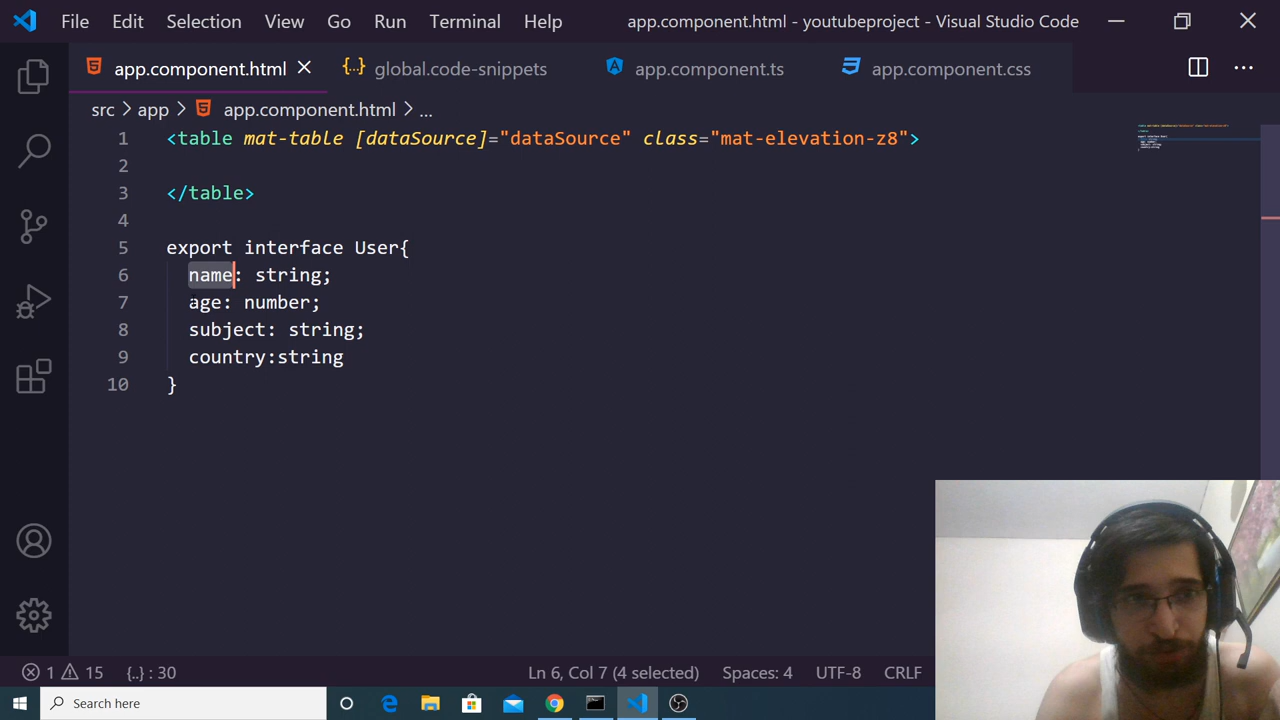 File Edit Selection View Go Run Terminal Help app.component.html - youtubeproject - Visual Studio Code
app.component.html global.code-snippets app.component.ts app.component.css
src > app > app.component.html > ...
1 <table mat-table [dataSource]="dataSource" class="mat-elevation-z8">
2
3 </table>
4
5 export interface User{
6 name: string;
7 age: number;
8 subject: string;
9 country:string
10 }
1 15 {..} : 30 Ln 6, Col 7 (4 selected) Spaces: 4 UTF-8 CRLF
Search here